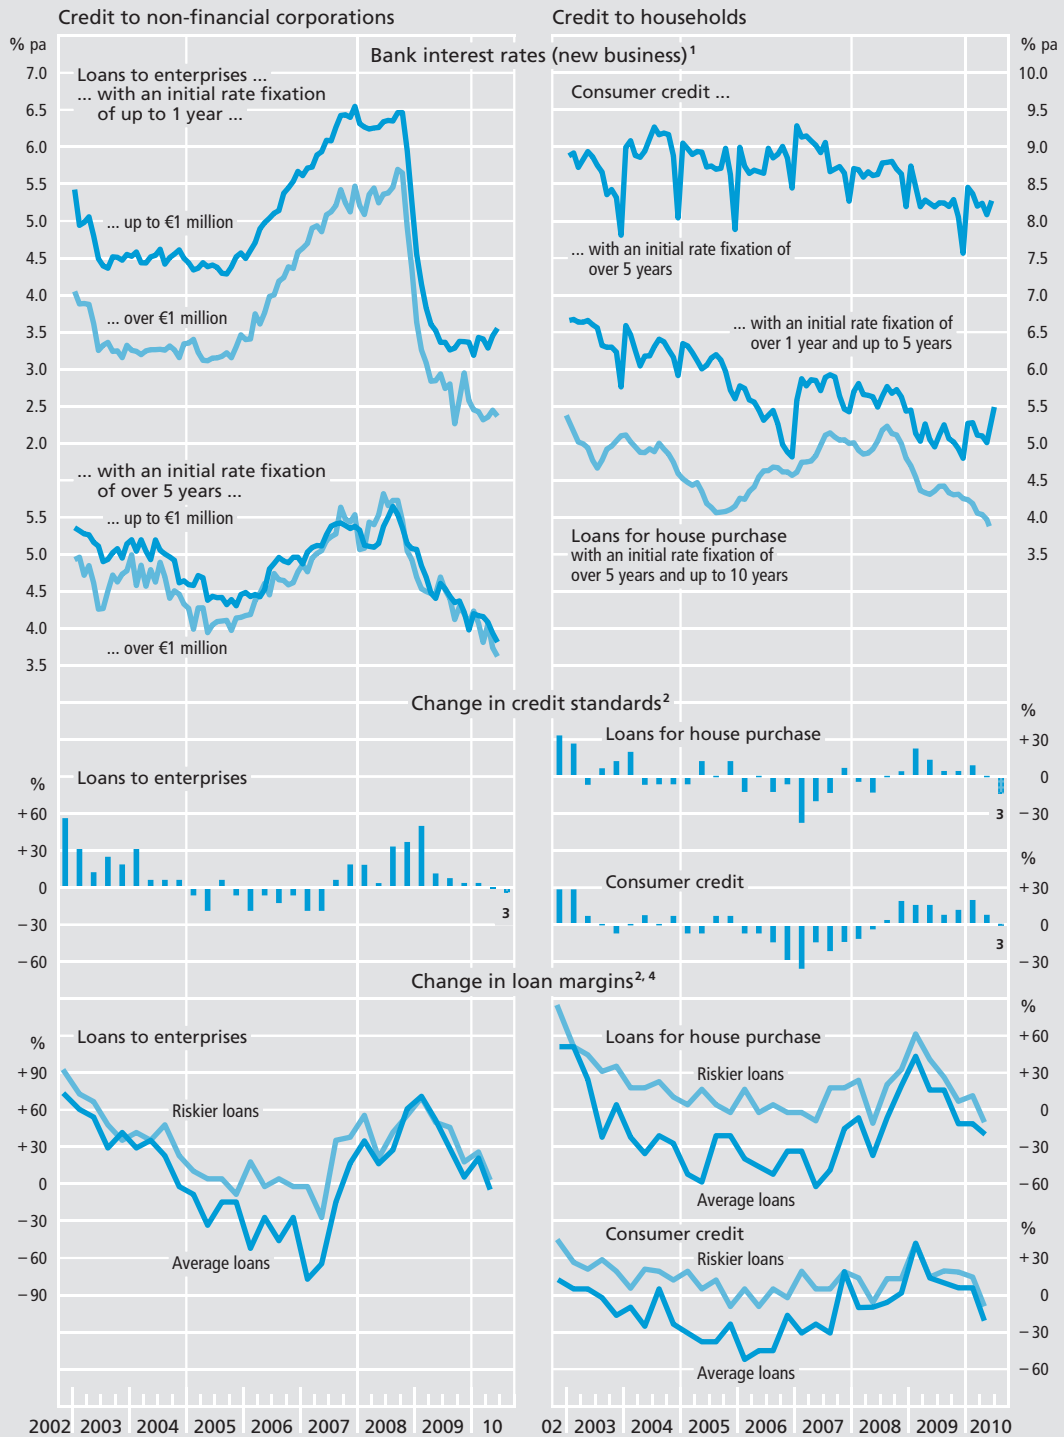 Credit to non-financial corporations
Credit to households
% pa
Bank interest rates (new business)¹
% pa
7.0
Loans to enterprises ...
... with an initial rate fixation
of up to 1 year ...
6.5
6.0
5.5
5.0
... up to €1 million
4.5
4.0
... over €1 million
3.5
3.0
2.5
2.0
... with an initial rate fixation
of over 5 years ...
... up to €1 million
5.5
5.0
4.5
4.0
... over €1 million
3.5
Consumer credit ...
10.0
9.5
9.0
8.5
8.0
... with an initial rate fixation of
over 5 years
7.5
7.0
... with an initial rate fixation of
over 1 year and up to 5 years
6.5
6.0
5.5
5.0
4.5
4.0
Loans for house purchase
with an initial rate fixation of
over 5 years and up to 10 years
3.5
Change in credit standards²
%
Loans to enterprises
+60
+30
0
3
−30
−60
%
Loans for house purchase
+30
0
3
−30
%
Consumer credit
+30
0
3
−30
Change in loan margins²,⁴
Loans to enterprises
%
+90
Riskier loans
+60
+30
0
−30
Average loans
−60
−90
%
Loans for house purchase
+60
Riskier loans
+30
0
−30
−60
Average loans
%
Consumer credit
Riskier loans
+30
0
−30
Average loans
−60
2002 2003 2004 2005 2006 2007 2008 2009 10
02 2003 2004 2005 2006 2007 2008 2009 2010